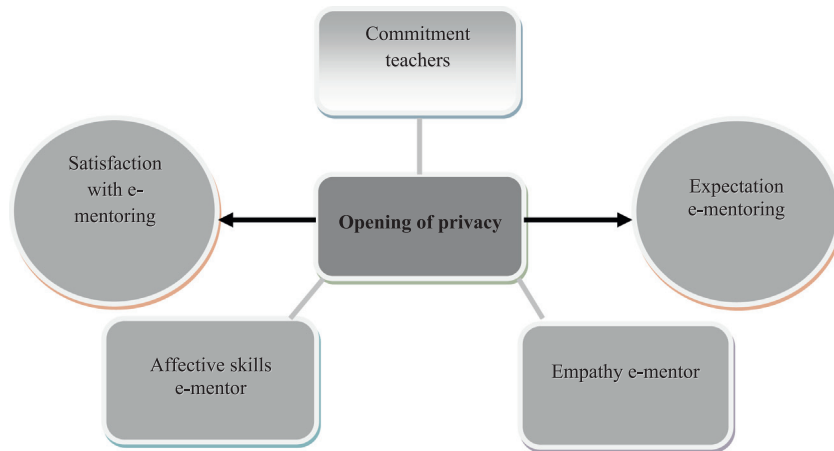 Commitment
teachers
Satisfaction
with e-
mentoring
Opening of privacy
Expectation
e-mentoring
Affective skills
e-mentor
Empathy e-mentor